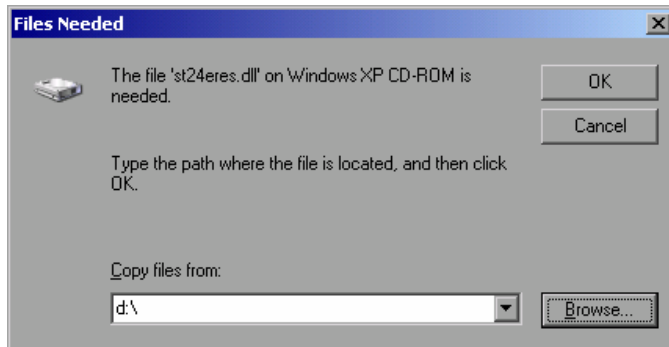 Files Needed
The file 'st24eres.dll' on Windows XP CD-ROM is
needed.
OK
Cancel
Type the path where the file is located, and then click
OK.
Copy files from:
d:\
Browse...